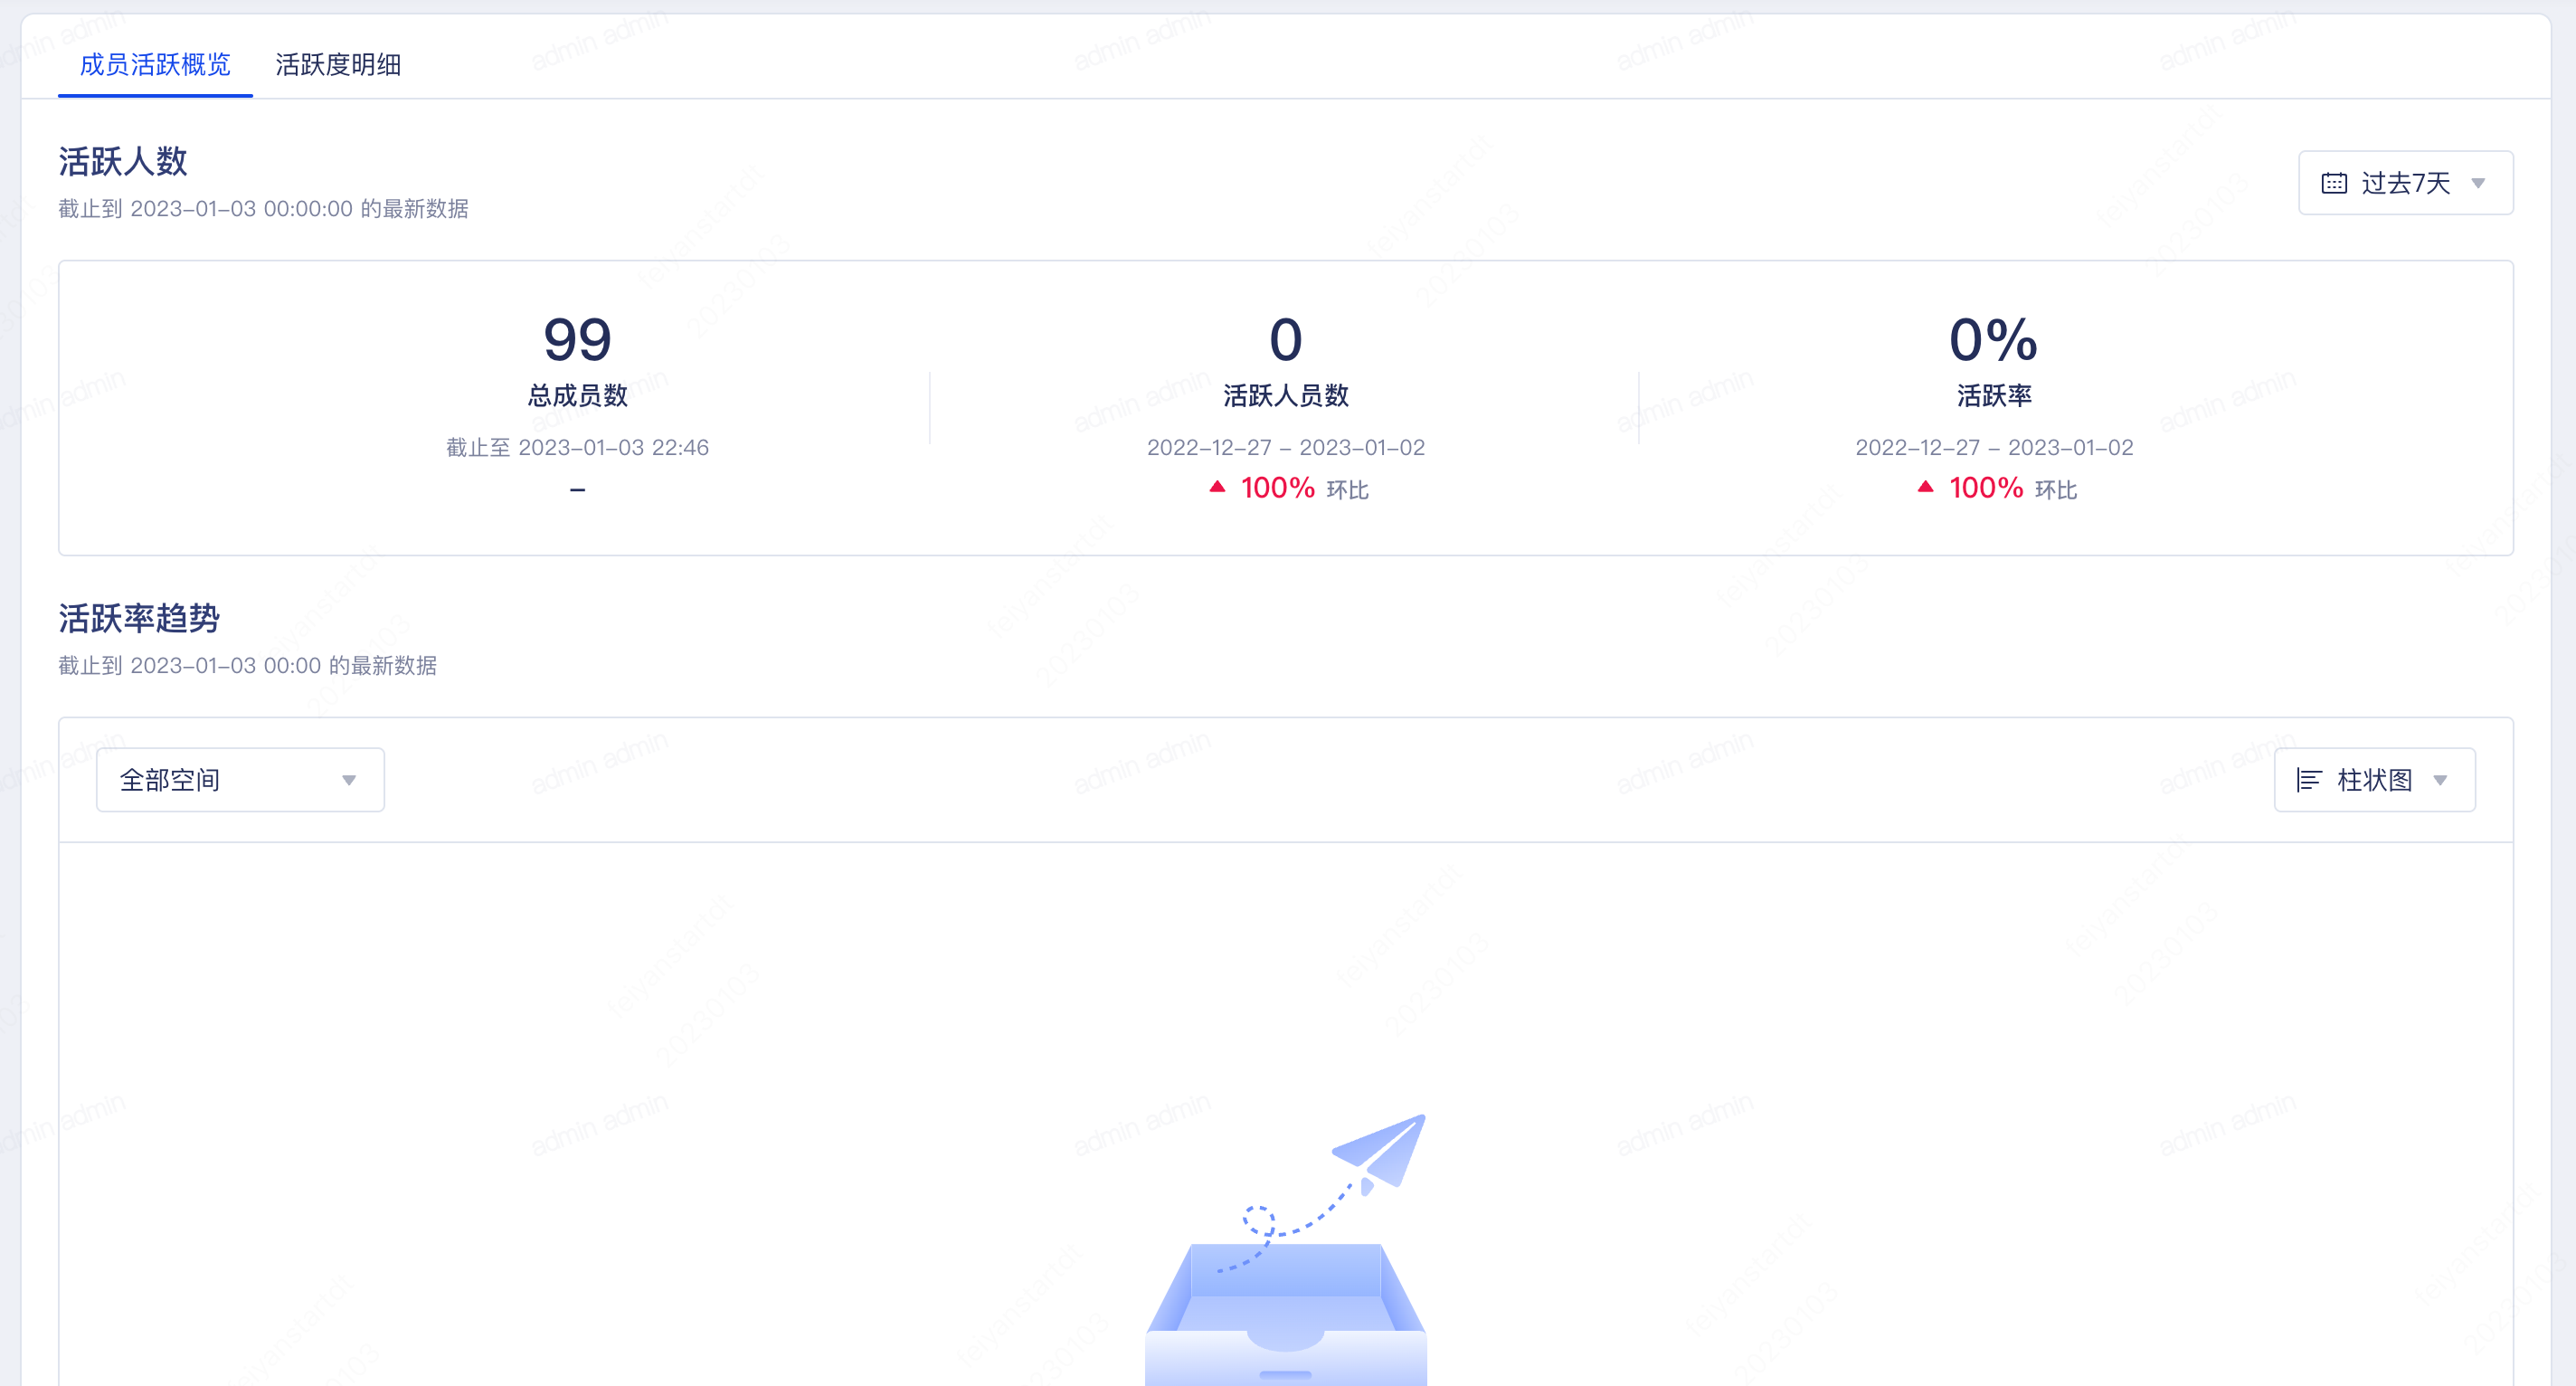 成员活跃概览 活跃度明细
活跃人数
截止到 2023-01-03 00:00:00 的最新数据
过去7天
99
总成员数
截止至 2023-01-03 22:46
-
0
活跃人员数
2022-12-27 - 2023-01-02
100% 环比
0%
活跃率
2022-12-27 - 2023-01-02
100% 环比
活跃率趋势
截止到 2023-01-03 00:00 的最新数据
全部空间
柱状图
admin admin
feiyanstartdt
20230103